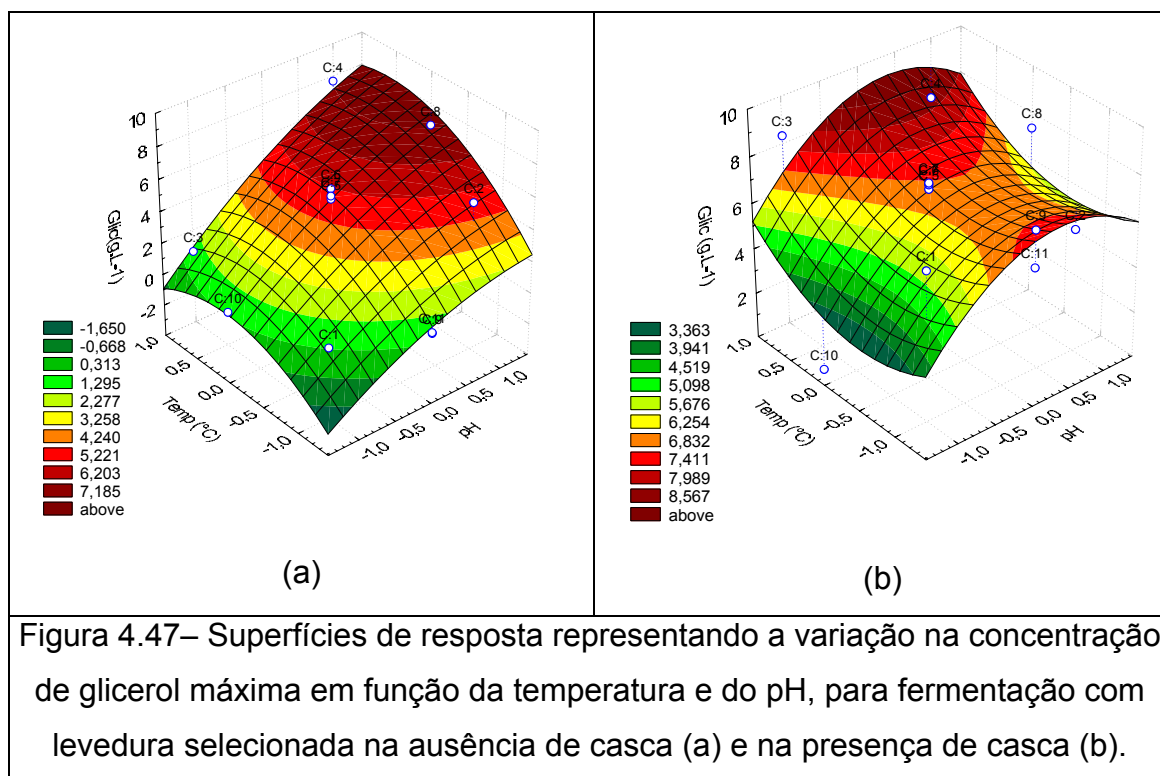 C:4
C:8
C:2
C:3
C:10
C:1
10
8
6
4
2
0
-2
Glic(g.L-1)
1,0
0,5
0,0
-0,5
-1,0
Temp (°C)
-1,0
-0,5
0,0
0,5
1,0
pH
-1,650
-0,668
0,313
1,295
2,277
3,258
4,240
5,221
6,203
7,185
above
(a)
C:3
C:8
C:9
C:11
C:1
C:10
10
8
6
4
2
Glic (g.L-1)
1,0
0,5
0,0
-0,5
-1,0
Temp (°C)
-1,0
-0,5
0,0
0,5
1,0
pH
3,363
3,941
4,519
5,098
5,676
6,254
6,832
7,411
7,989
8,567
above
(b)
Figura 4.47– Superfícies de resposta representando a variação na concentração
de glicerol máxima em função da temperatura e do pH, para fermentação com
levedura selecionada na ausência de casca (a) e na presença de casca (b).